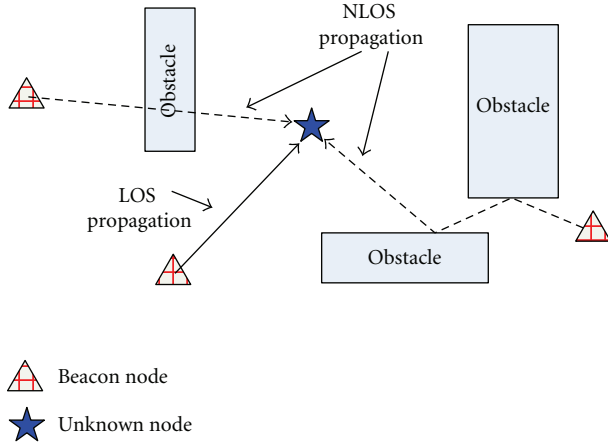 NLOS
propagation
Obstacle
Obstacle
LOS
propagation
Obstacle
Beacon node
Unknown node